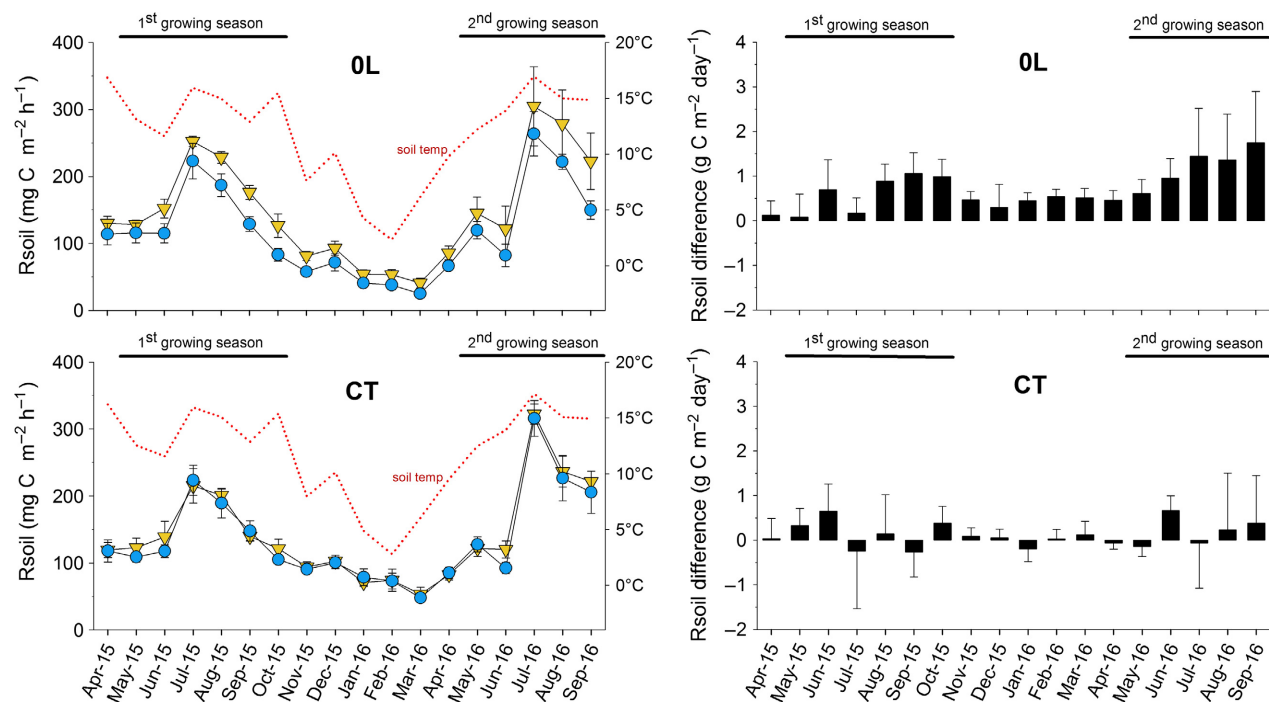 1st growing season
2nd growing season
400
300
200
100
0
Rsoil (mg C m−2 h−1)
0L
soil temp
20°C
15°C
10°C
5°C
0°C
1st growing season
2nd growing season
4
3
2
1
0
−1
−2
Rsoil difference (g C m−2 day−1)
0L
1st growing season
2nd growing season
400
300
200
100
0
Rsoil (mg C m−2 h−1)
CT
soil temp
20°C
15°C
10°C
5°C
0°C
Apr-15
May-15
Jun-15
Jul-15
Aug-15
Sep-15
Oct-15
Nov-15
Dec-15
Jan-16
Feb-16
Mar-16
Apr-16
May-16
Jun-16
Jul-16
Aug-16
Sep-16
1st growing season
2nd growing season
4
3
2
1
0
−1
−2
Rsoil difference (g C m−2 day−1)
CT
Apr-15
May-15
Jun-15
Jul-15
Aug-15
Sep-15
Oct-15
Nov-15
Dec-15
Jan-16
Feb-16
Mar-16
Apr-16
May-16
Jun-16
Jul-16
Aug-16
Sep-16